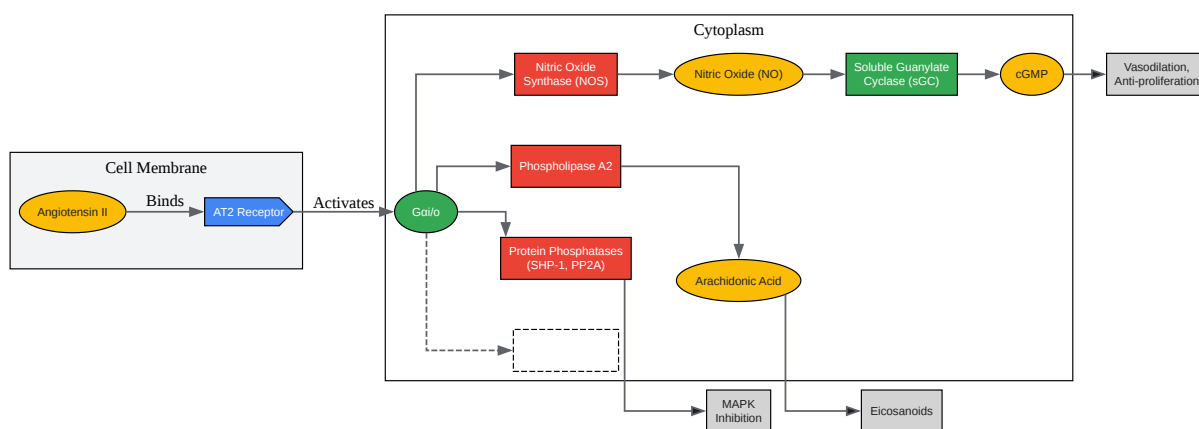 Cytoplasm
Nitric Oxide
Synthase (NOS)
Nitric Oxide (NO)
Soluble Guanylate
Cyclase (sGC)
cGMP
Vasodilation,
Anti-proliferation
Cell Membrane
Phospholipase A2
Angiotensin II
Binds
AT2 Receptor
Activates
Gαi/o
Protein Phosphatases
(SHP-1, PP2A)
Arachidonic Acid
MAPK
Inhibition
Eicosanoids